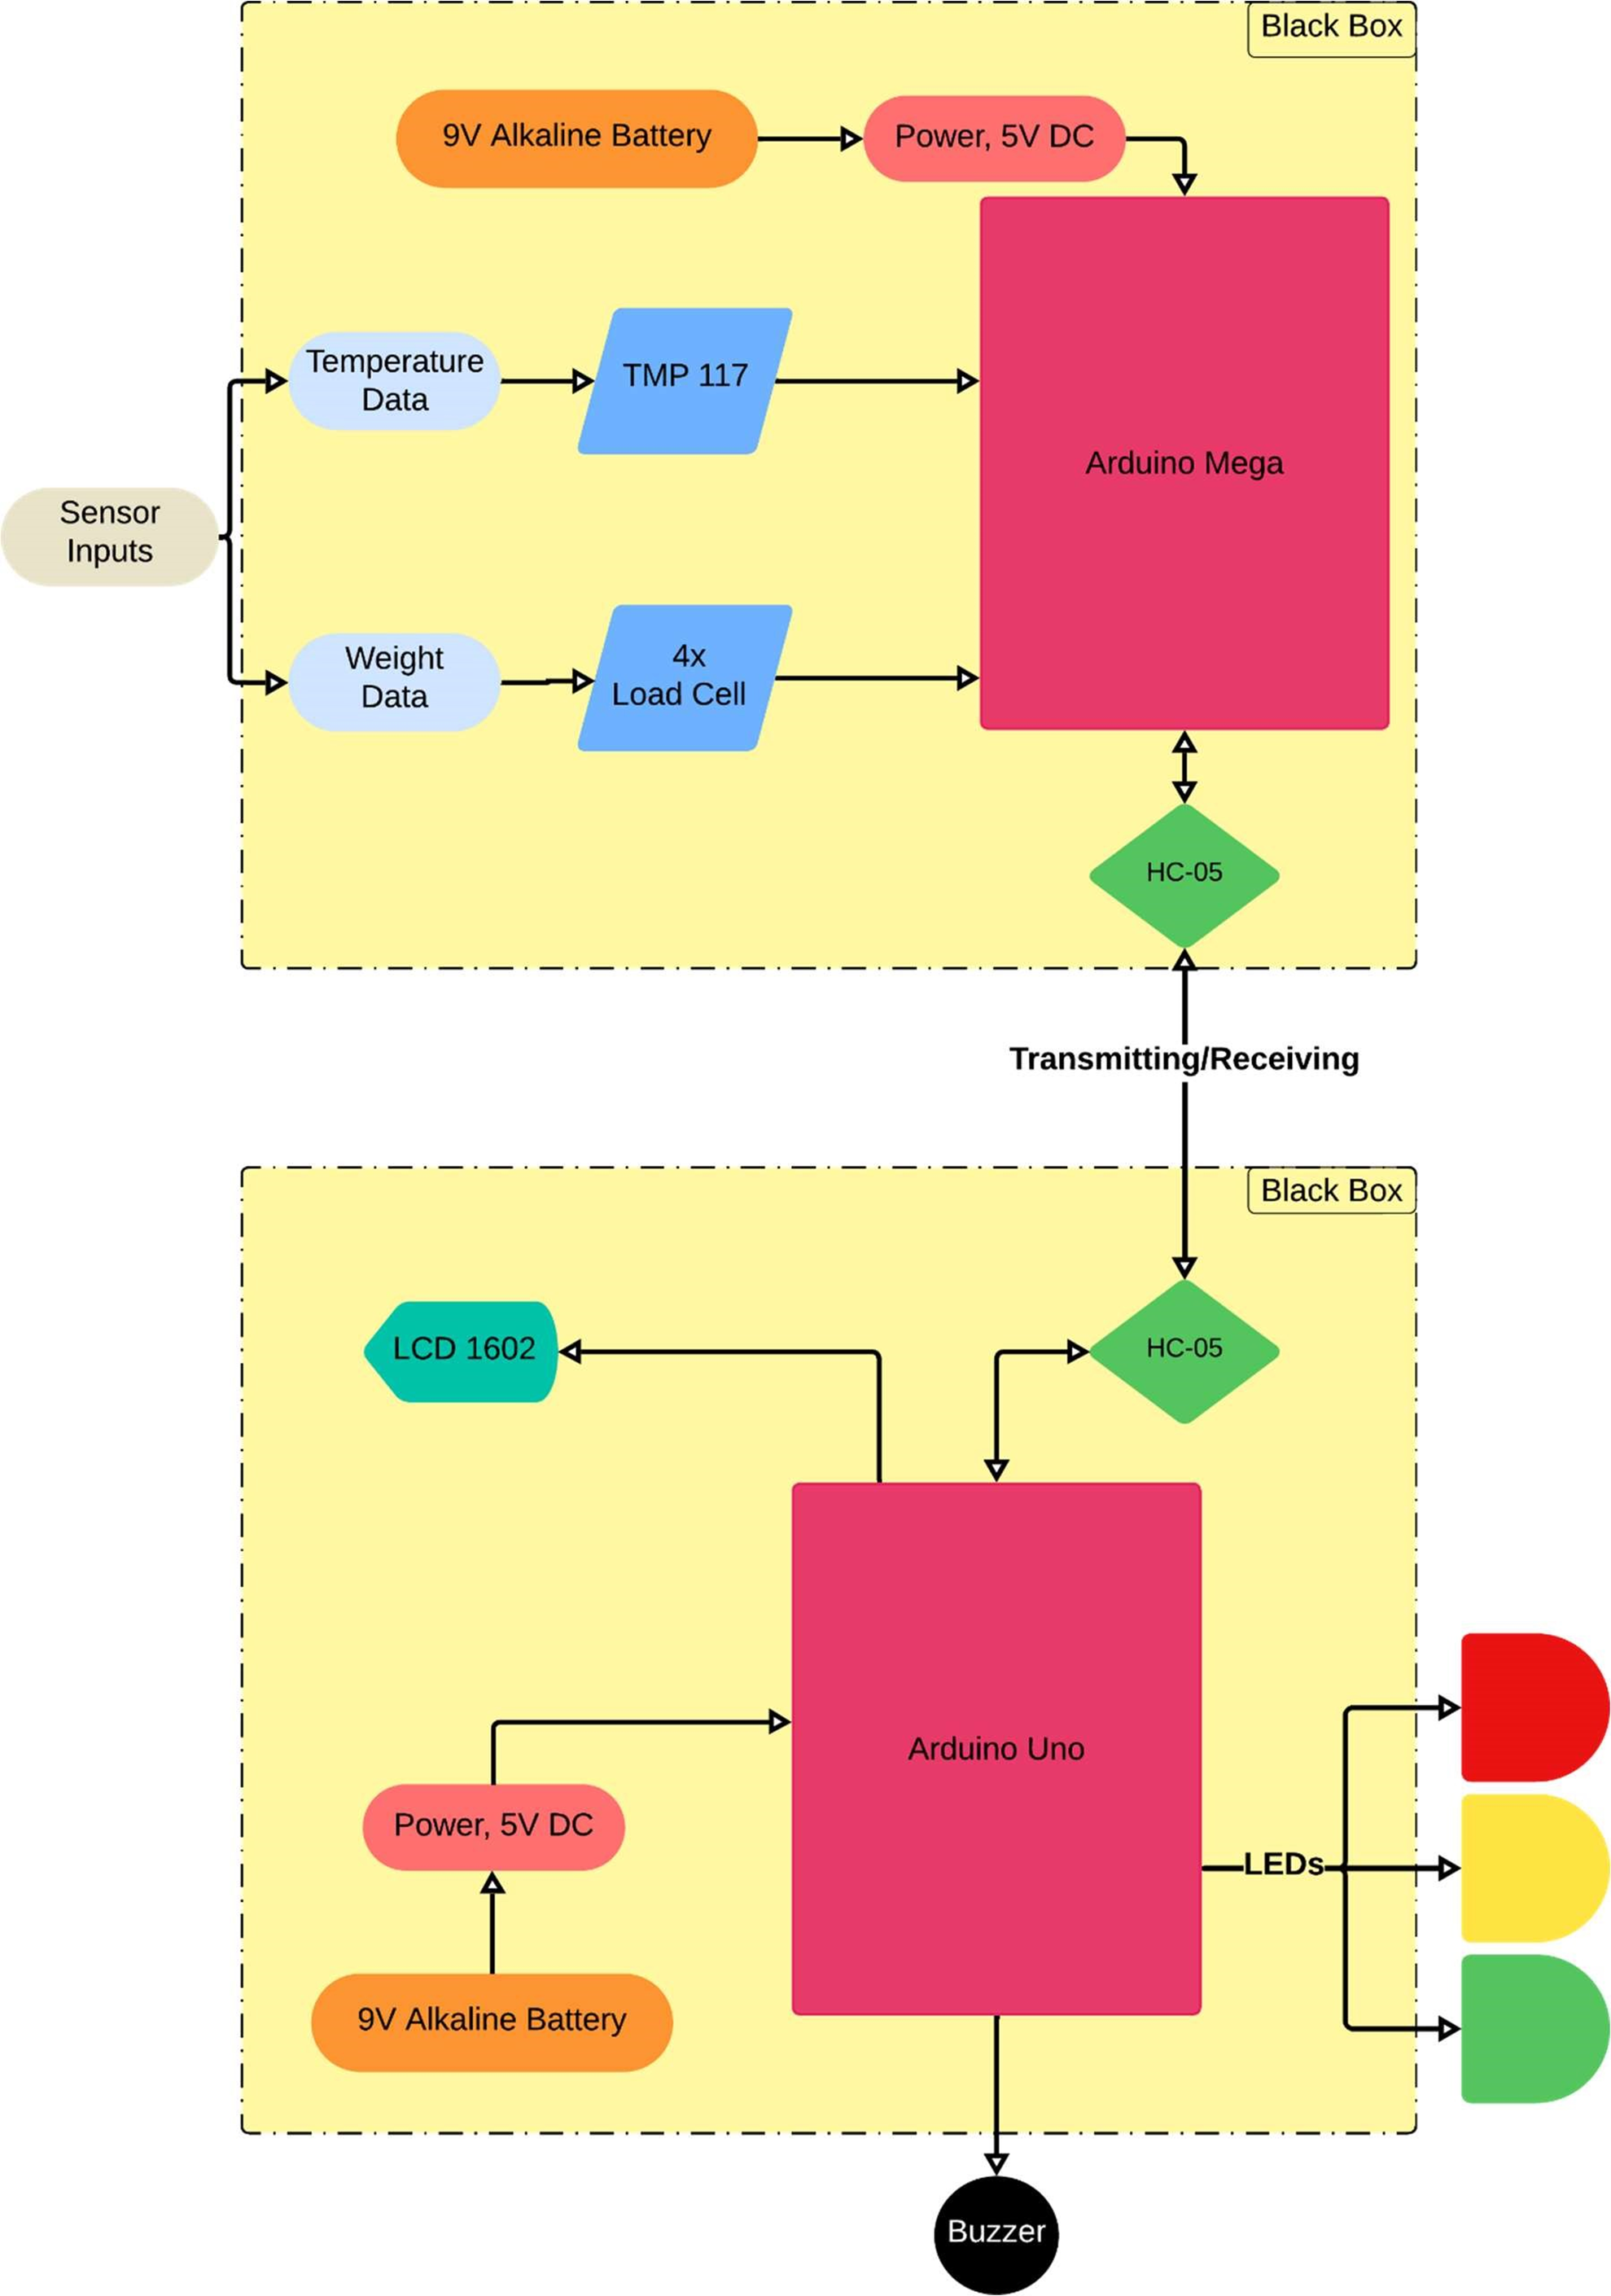 Black Box
9V Alkaline Battery
Power, 5V DC
Temperature
Data
TMP 117
Arduino Mega
Sensor
Inputs
Weight
Data
4x
Load Cell
HC-05
Transmitting/Receiving
Black Box
LCD 1602
HC-05
Arduino Uno
Power, 5V DC
LEDs
9V Alkaline Battery
Buzzer